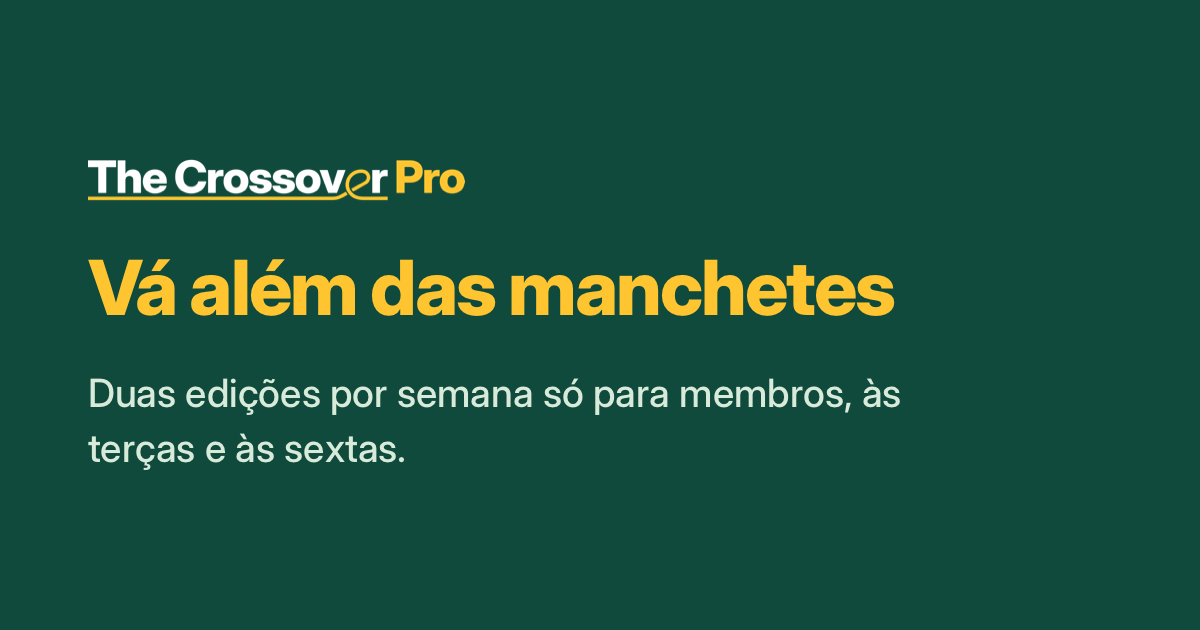 The Crossover Pro
Vá além das manchetes
Duas edições por semana só para membros, às
terças e às sextas.